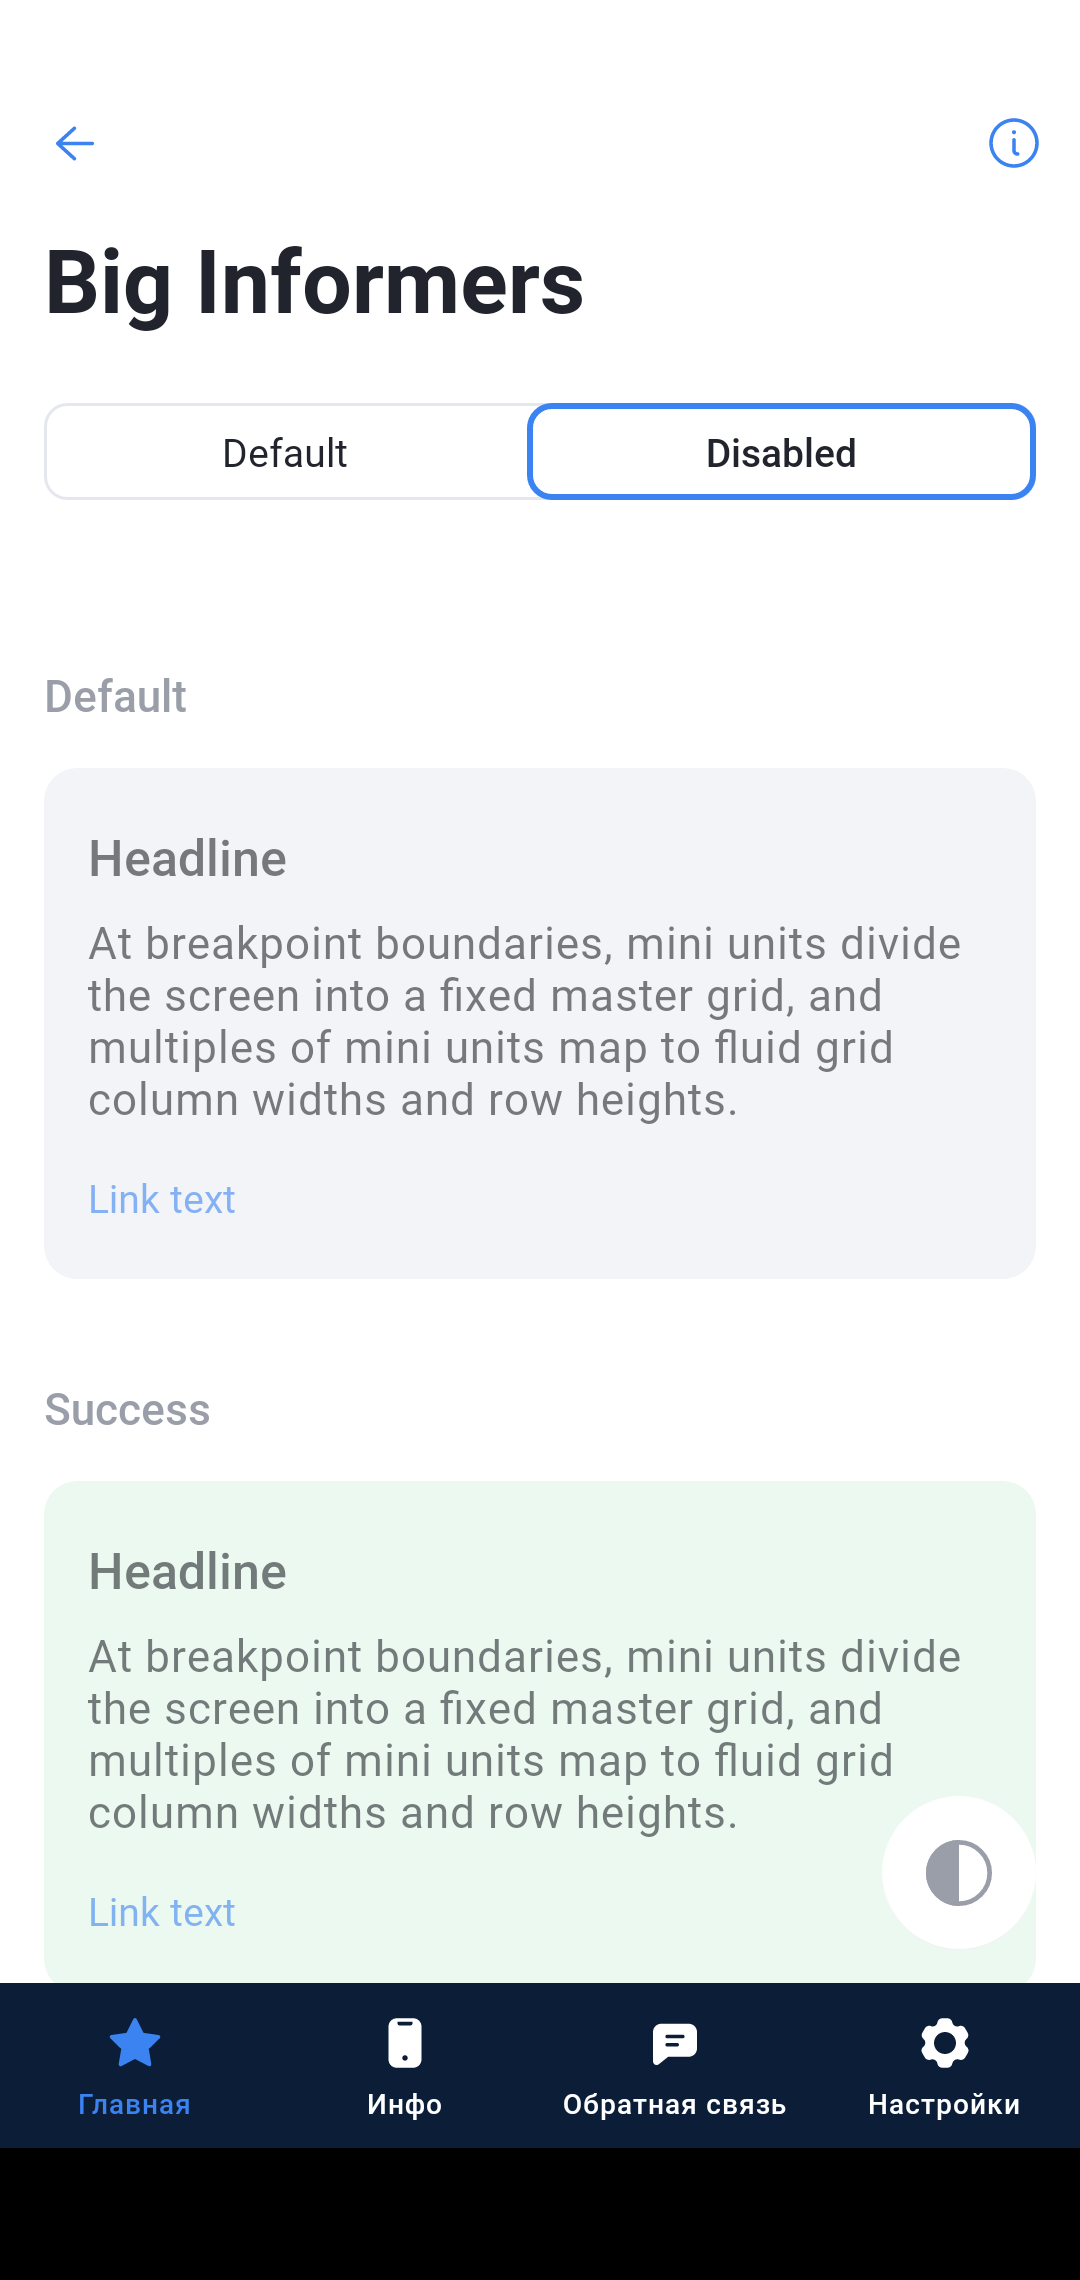 Big Informers
Default
Disabled
Default
Headline
At breakpoint boundaries, mini units divide
the screen into a fixed master grid, and
multiples of mini units map to fluid grid
column widths and row heights.
Link text
Success
Headline
At breakpoint boundaries, mini units divide
the screen into a fixed master grid, and
multiples of mini units map to fluid grid
column widths and row heights.
Link text
Главная
Инфо
Обратная связь
Настройки